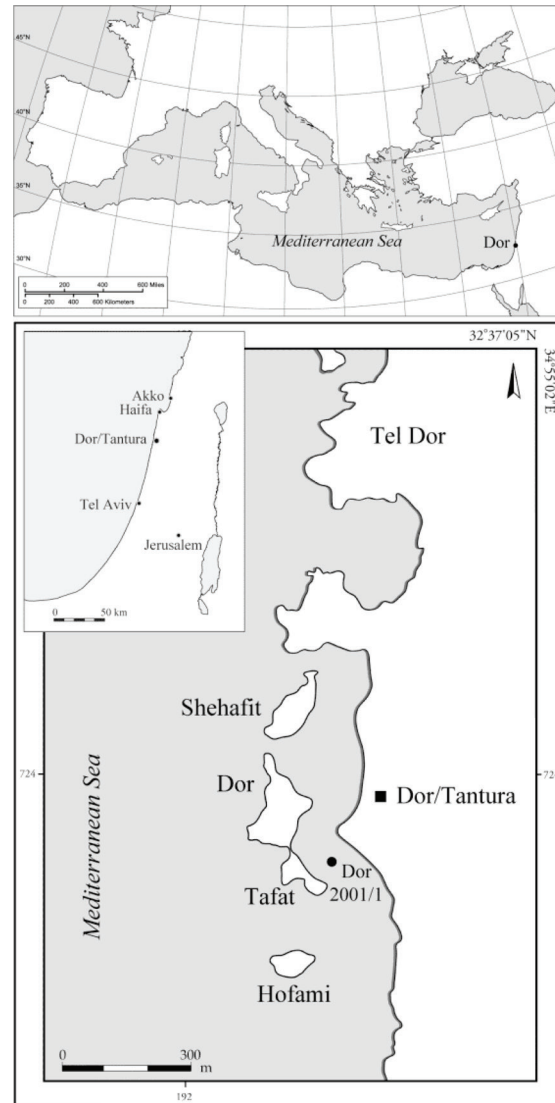 45°N
40°N
35°N
30°N
Mediterranean Sea
Dor
0 200 400 600 Miles
0 200 400 600 Kilometers
32°37'05"N
34°55'02"E
Akko
Haifa
Dor/Tantura
Tel Aviv
Jerusalem
0 50 km
Tel Dor
Shehafit
724
Dor
Dor/Tantura
Mediterranean Sea
Dor
2001/1
Tafat
Hofami
0 300
m
192